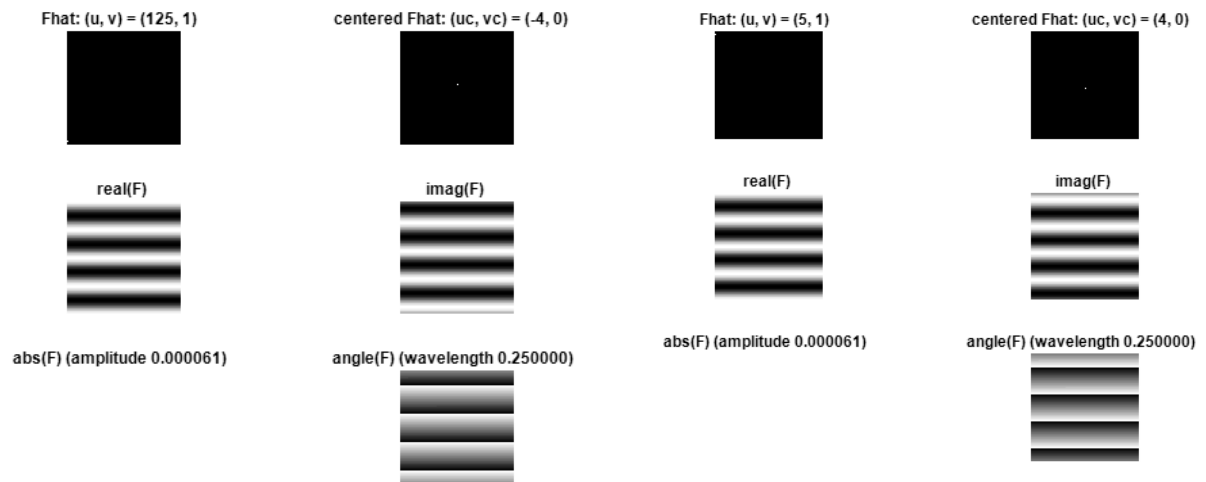 Fhat: (u, v) = (125, 1)
centered Fhat: (uc, vc) = (-4, 0)
Fhat: (u, v) = (5, 1)
centered Fhat: (uc, vc) = (4, 0)
real(F)
imag(F)
real(F)
imag(F)
abs(F) (amplitude 0.000061)
angle(F) (wavelength 0.250000)
abs(F) (amplitude 0.000061)
angle(F) (wavelength 0.250000)